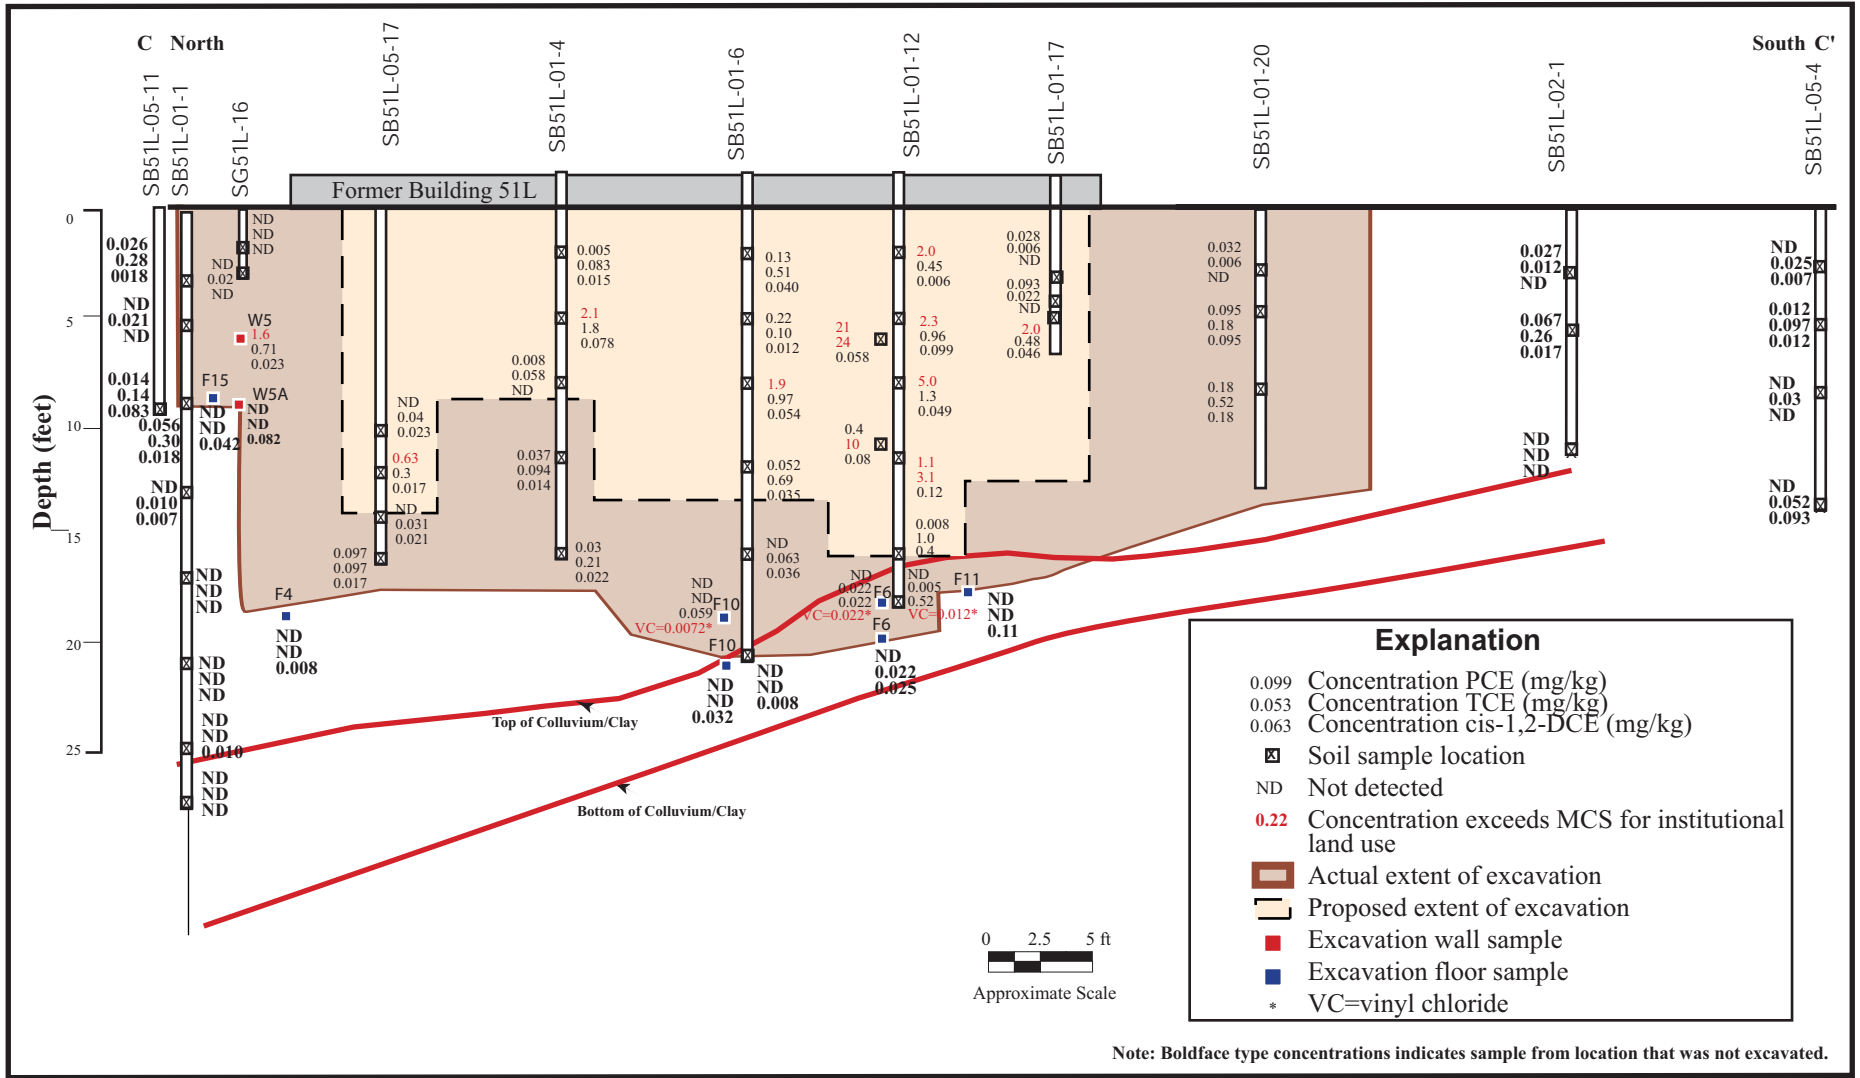 C North
South C'
SB51L-05-11
SB51L-01-1
SG51L-16
SB51L-05-17
SB51L-01-4
SB51L-01-6
SB51L-01-12
SB51L-01-17
SB51L-01-20
SB51L-02-1
SB51L-05-4
Former Building 51L
Depth (feet)
0
5
10
15
20
25
0.026
0.28
0018
ND
0.021
ND
0.014
0.14
0.083
0.056
0.30
0.018
ND
0.010
0.007
ND
ND
ND
ND
ND
ND
ND
ND
0.010
ND
ND
ND
ND
ND
ND
ND
0.02
ND
W5
1.6
0.71
0.023
F15
ND
ND
0.042
W5A
ND
ND
0.082
F4
ND
ND
0.008
ND
0.04
0.023
0.63
0.3
0.017
ND
0.031
0.021
0.097
0.097
0.017
0.005
0.083
0.015
2.1
1.8
0.078
0.008
0.058
ND
0.037
0.094
0.014
0.03
0.21
0.022
0.13
0.51
0.040
0.22
0.10
0.012
1.9
0.97
0.054
0.052
0.69
0.035
ND
0.063
0.036
ND
ND
0.059
F10
VC=0.0072*
F10
ND
ND
0.032
ND
ND
0.008
2.0
0.45
0.006
21
24
0.058
2.3
0.96
0.099
5.0
1.3
0.049
0.4
10
0.08
1.1
3.1
0.12
0.008
1.0
0.4
ND
0.022
0.022
F6
VC=0.022*
ND
0.005
0.52
VC=0.012*
F6
ND
0.022
0.025
F11
ND
ND
0.11
0.028
0.006
ND
0.093
0.022
ND
2.0
0.48
0.046
0.032
0.006
ND
0.095
0.18
0.095
0.18
0.52
0.18
0.027
0.012
ND
0.067
0.26
0.017
ND
ND
ND
ND
0.025
0.007
0.012
0.097
0.012
ND
0.03
ND
ND
0.052
0.093
Top of Colluvium/Clay
Bottom of Colluvium/Clay
0 2.5 5 ft
Approximate Scale
Explanation
0.099 Concentration PCE (mg/kg)
0.053 Concentration TCE (mg/kg)
0.063 Concentration cis-1,2-DCE (mg/kg)
Soil sample location
ND Not detected
0.22 Concentration exceeds MCS for institutional
land use
Actual extent of excavation
Proposed extent of excavation
Excavation wall sample
Excavation floor sample
* VC=vinyl chloride
Note: Boldface type concentrations indicates sample from location that was not excavated.